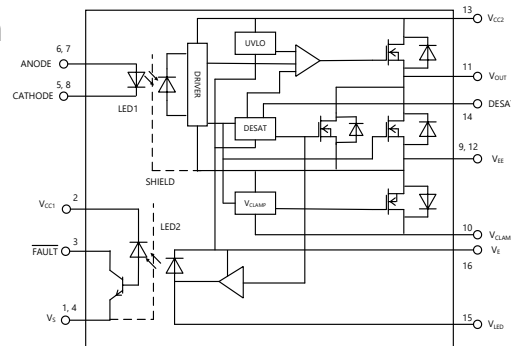 13
VCC2
6, 7
ANODE
UVLO
DRIVER
11
VOUT
5, 8
CATHODE
LED1
DESAT
DESAT
14
9, 12
VEE
SHIELD
VCLAMP
2
VCC1
LED2
10
VCLAM
3
FAULT
VE
16
1, 4
VS
15
VLED